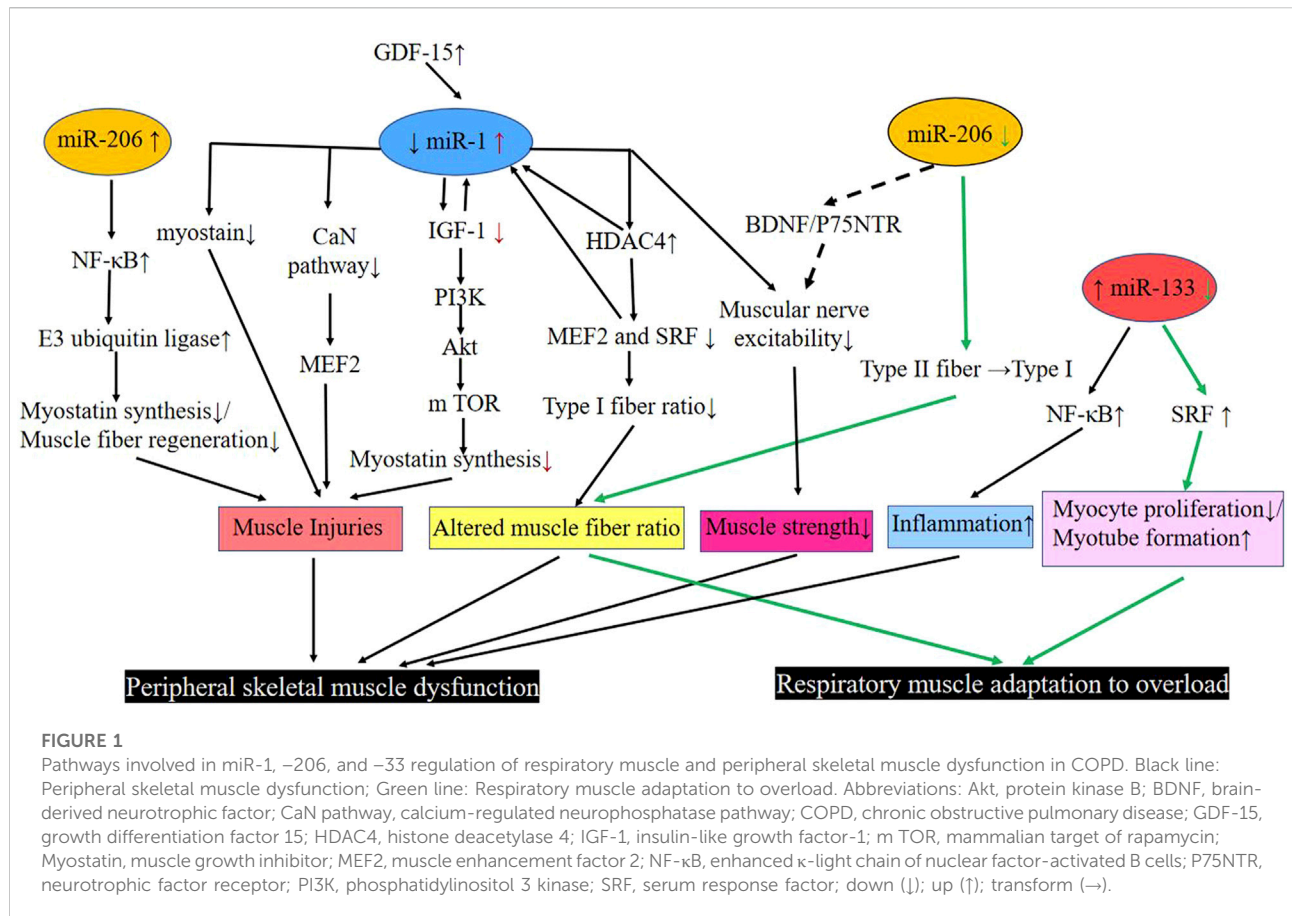 GDF-15↑
miR-206 ↑
↓ miR-1 ↑
miR-206 ↓
myostain↓
CaN
pathway↓
IGF-1 ↓
HDAC4↑
BDNF/P75NTR
NF-κB↑
↑ miR-133 ↓
PI3K
Muscular nerve
excitability↓
E3 ubiquitin ligase↑
MEF2
Akt
MEF2 and SRF ↓
Type II fiber →Type I
m TOR
Type I fiber ratio↓
Myostatin synthesis↓/
Muscle fiber regeneration↓
NF-κB↑
SRF ↑
Myostatin synthesis↓
Muscle Injuries
Altered muscle fiber ratio
Muscle strength↓
Inflammation↑
Myocyte proliferation↓/
Myotube formation↑
Peripheral skeletal muscle dysfunction
Respiratory muscle adaptation to overload
FIGURE 1
Pathways involved in miR-1, −206, and −33 regulation of respiratory muscle and peripheral skeletal muscle dysfunction in COPD. Black line:
Peripheral skeletal muscle dysfunction; Green line: Respiratory muscle adaptation to overload. Abbreviations: Akt, protein kinase B; BDNF, brain-
derived neurotrophic factor; CaN pathway, calcium-regulated neurophosphatase pathway; COPD, chronic obstructive pulmonary disease; GDF-15,
growth differentiation factor 15; HDAC4, histone deacetylase 4; IGF-1, insulin-like growth factor-1; m TOR, mammalian target of rapamycin;
Myostatin, muscle growth inhibitor; MEF2, muscle enhancement factor 2; NF-κB, enhanced κ-light chain of nuclear factor-activated B cells; P75NTR,
neurotrophic factor receptor; PI3K, phosphatidylinositol 3 kinase; SRF, serum response factor; down (↓); up (↑); transform (→).